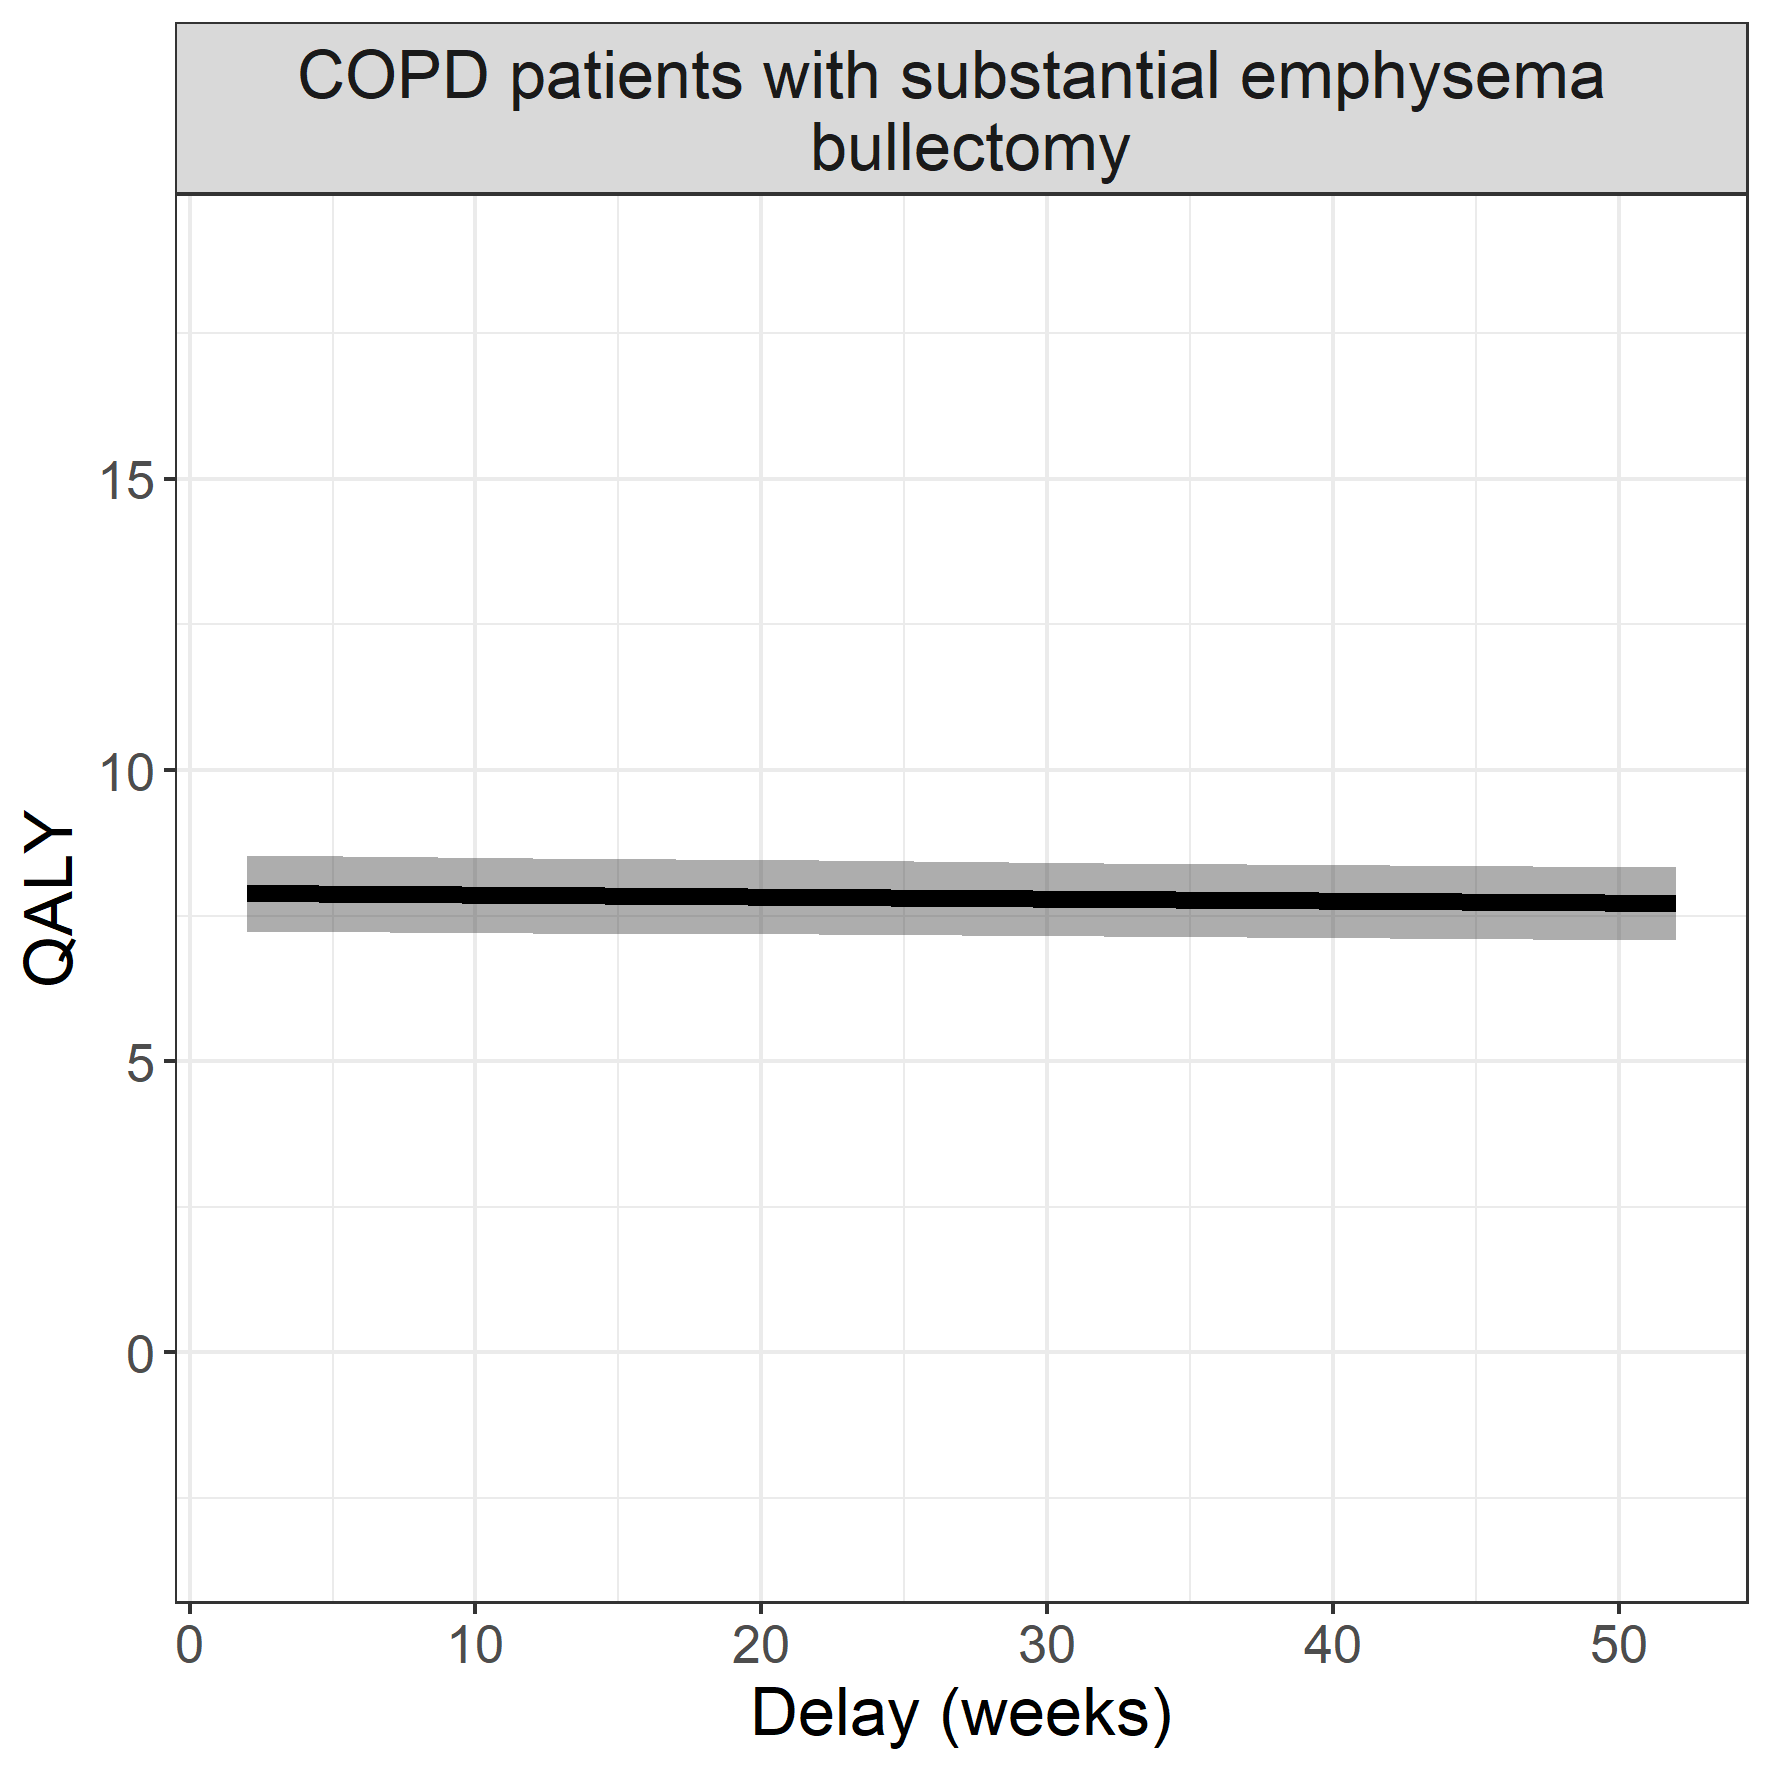 COPD patients with substantial emphysema
bullectomy
QALY
15
10
5
0
0 10 20 30 40 50
Delay (weeks)